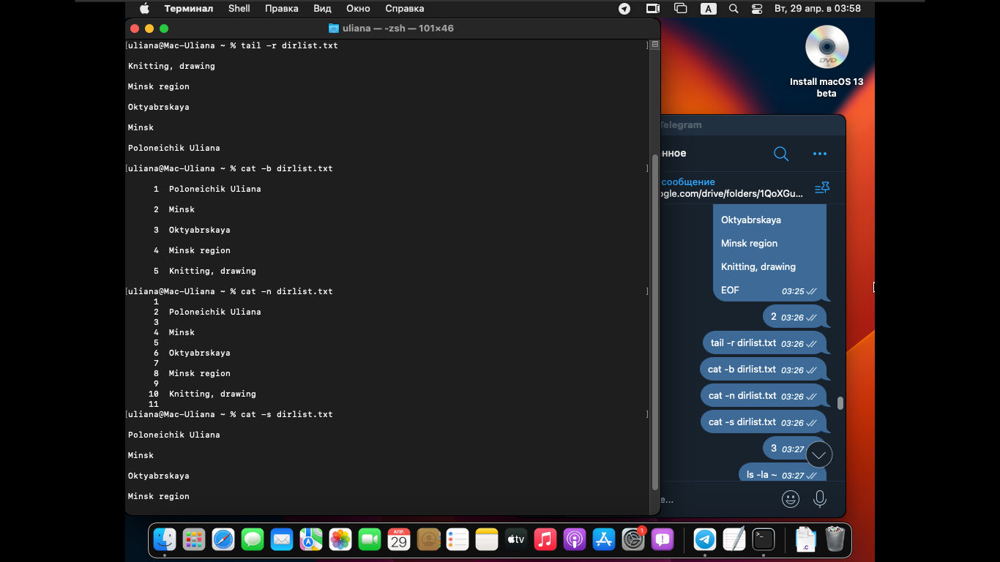 Терминал Shell Правка Вид Окно Справка A Вт, 29 апр. в 03:58
uliana — -zsh — 101×46
[uliana@Mac-Uliana ~ % tail -r dirlist.txt ]
Knitting, drawing
Minsk region
Oktyabrskaya
Minsk
Poloneichik Uliana
[uliana@Mac-Uliana ~ % cat -b dirlist.txt ]
1 Poloneichik Uliana
2 Minsk
3 Oktyabrskaya
4 Minsk region
5 Knitting, drawing
[uliana@Mac-Uliana ~ % cat -n dirlist.txt ]
1
2 Poloneichik Uliana
3
4 Minsk
5
6 Oktyabrskaya
7
8 Minsk region
9
10 Knitting, drawing
11
[uliana@Mac-Uliana ~ % cat -s dirlist.txt ]
Poloneichik Uliana
Minsk
Oktyabrskaya
Minsk region
DVD
Install macOS 13
beta
Telegram
нное
сообщение
ogle.com/drive/folders/1QoXGu...
Oktyabrskaya
Minsk region
Knitting, drawing
EOF 03:25
2 03:26
tail -r dirlist.txt 03:26
cat -b dirlist.txt 03:26
cat -n dirlist.txt 03:26
cat -s dirlist.txt 03:26
3 03:27
ls -la ~ 03:27
е...
АПР.
29
tv
1
>_
.c